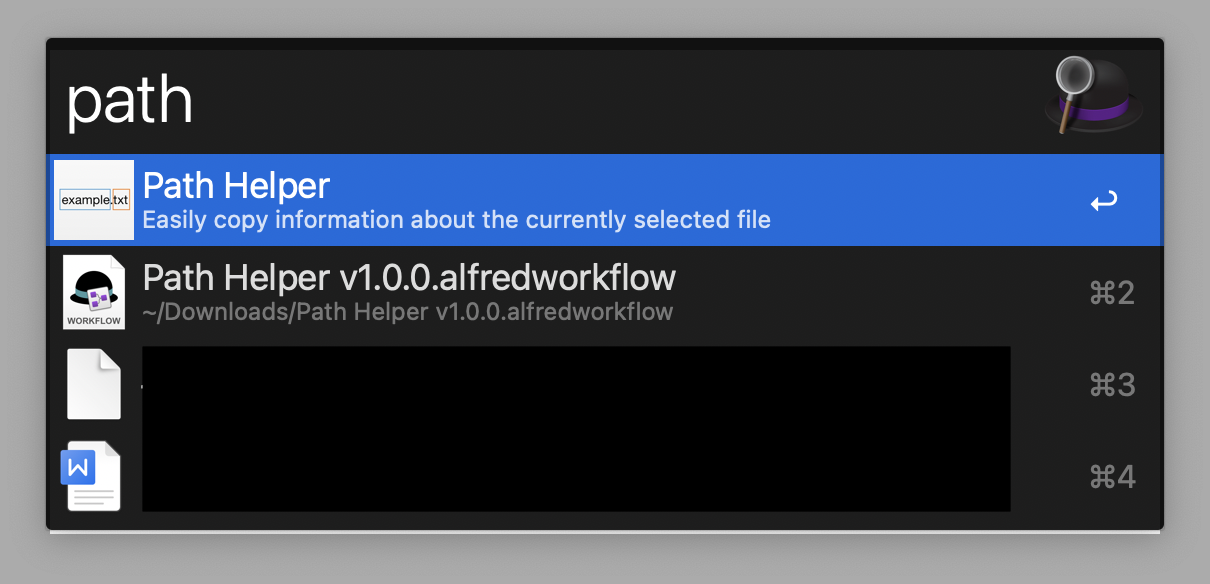 path
example.txt
Path Helper
Easily copy information about the currently selected file
Path Helper v1.0.0.alfredworkflow
~/Downloads/Path Helper v1.0.0.alfredworkflow
WORKFLOW
⌘2
⌘3
W
⌘4